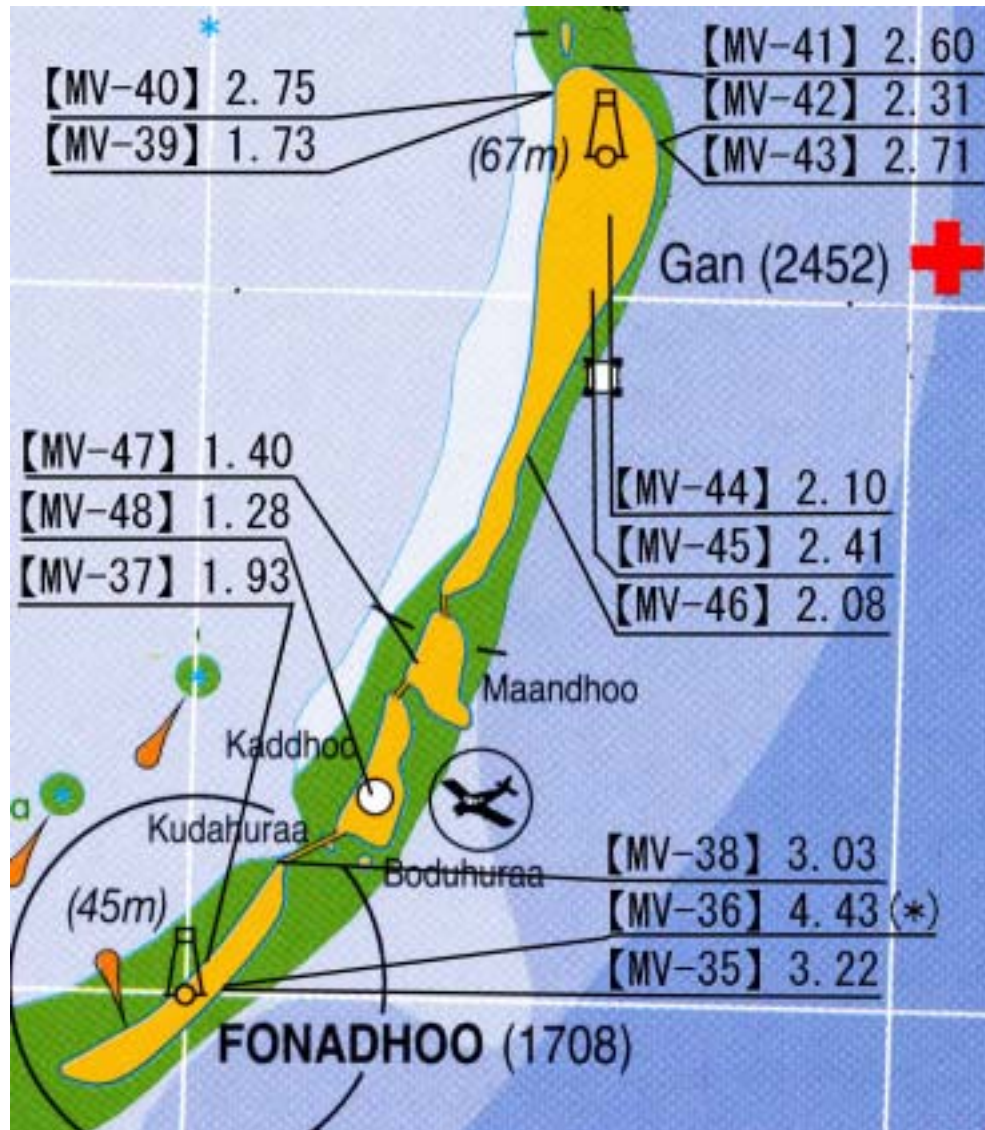 【MV-41】 2.60
【MV-40】 2.75
【MV-42】 2.31
【MV-39】 1.73
(67m)
【MV-43】 2.71
Gan (2452)
【MV-47】 1.40
【MV-44】 2.10
【MV-48】 1.28
【MV-45】 2.41
【MV-37】 1.93
【MV-46】 2.08
Maandhoo
Kaddhoo
Kudahuraa
【MV-38】 3.03
Boduhuraa
(45m)
【MV-36】 4.43(*)
【MV-35】 3.22
FONADHOO (1708)